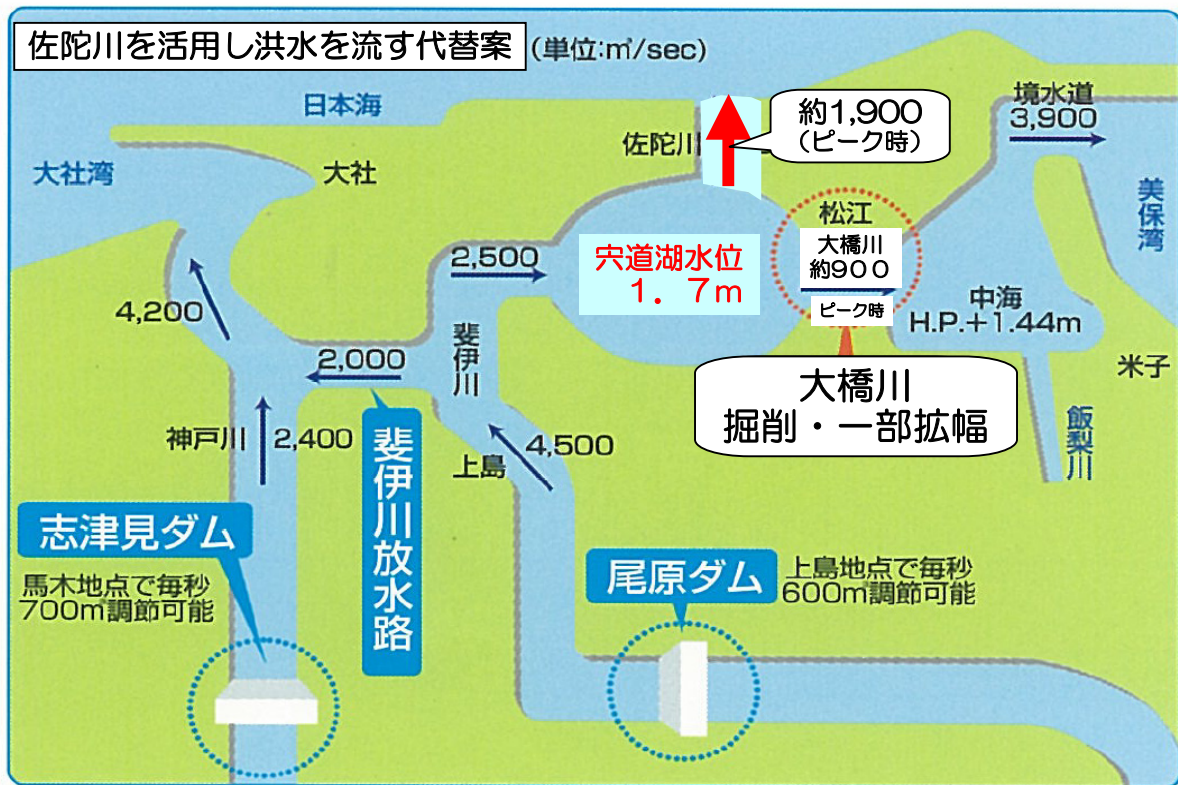 佐陀川を活用し洪水を流す代替案
(単位:㎥/sec)
日本海
境水道
3,900
約1,900
(ピーク時)
佐陀川
大社湾
大社
美保湾
松江
大橋川
約900
ピーク時
2,500
宍道湖水位
1．7m
中海
H.P.+1.44m
4,200
斐伊川
2,000
米子
大橋川
掘削・一部拡幅
飯梨川
神戸川
2,400
斐伊川放水路
上島
4,500
志津見ダム
馬木地点で毎秒
700㎥調節可能
尾原ダム
上島地点で毎秒
600㎥調節可能